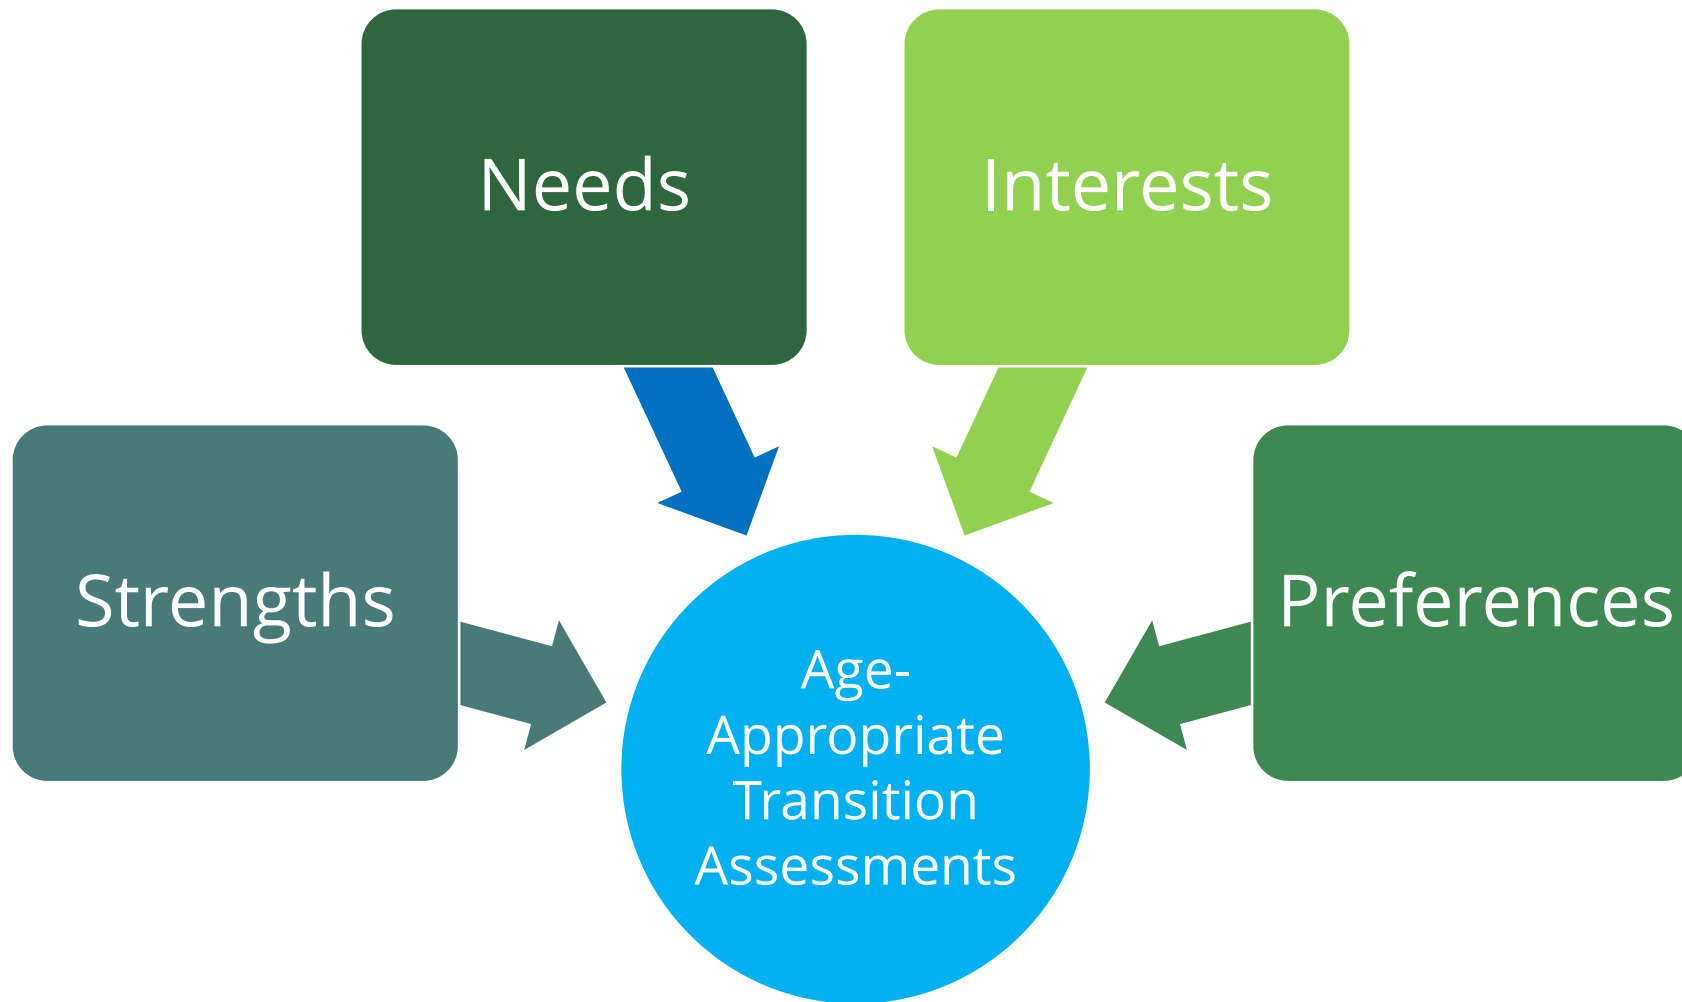 Needs
Interests
Strengths
Preferences
Age-
Appropriate
Transition
Assessments